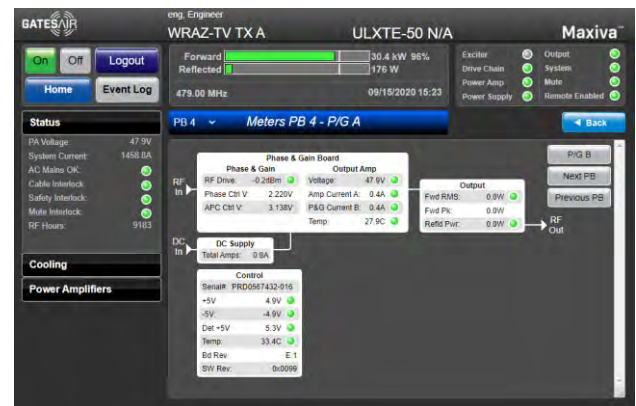 GATESAIR
eng, Engineer
WRAZ-TV TX A
ULXTE-50 N/A
Maxiva™
On
Off
Logout
Home
Event Log
Forward
30.4 kW 96%
Reflected
176 W
479.00 MHz
09/15/2020 15:23
Exciter
Output
Drive Chain
System
Power Amp
Mute
Power Supply
Remote Enabled
Status
PA Voltage: 47.9V
System Current: 1458.8A
AC Mains OK:
Cable Interlock:
Safety Interlock:
Mute Interlock:
RF Hours: 9183
Cooling
Power Amplifiers
PB 4
Meters PB 4 - P/G A
Back
P/G B
Next PB
Previous PB
RF In
Phase & Gain Board
Phase & Gain
Output Amp
RF Drive: -0.2dBm
Voltage: 47.9V
Phase Ctrl V: 2.220V
Amp Current A: 0.4A
APC Ctrl V: 3.138V
P&G Current B: 0.4A
Temp: 27.9C
Output
Fwd RMS: 0.0W
Fwd Pk: 0.0W
Refld Pwr: 0.0W
RF Out
DC In
DC Supply
Total Amps: 0.8A
Control
Serial#: PRD0567432-016
+5V 4.9V
-5V: -4.9V
Det +5V 5.3V
Temp: 33.4C
Bd Rev E.1
SW Rev: 0x0099